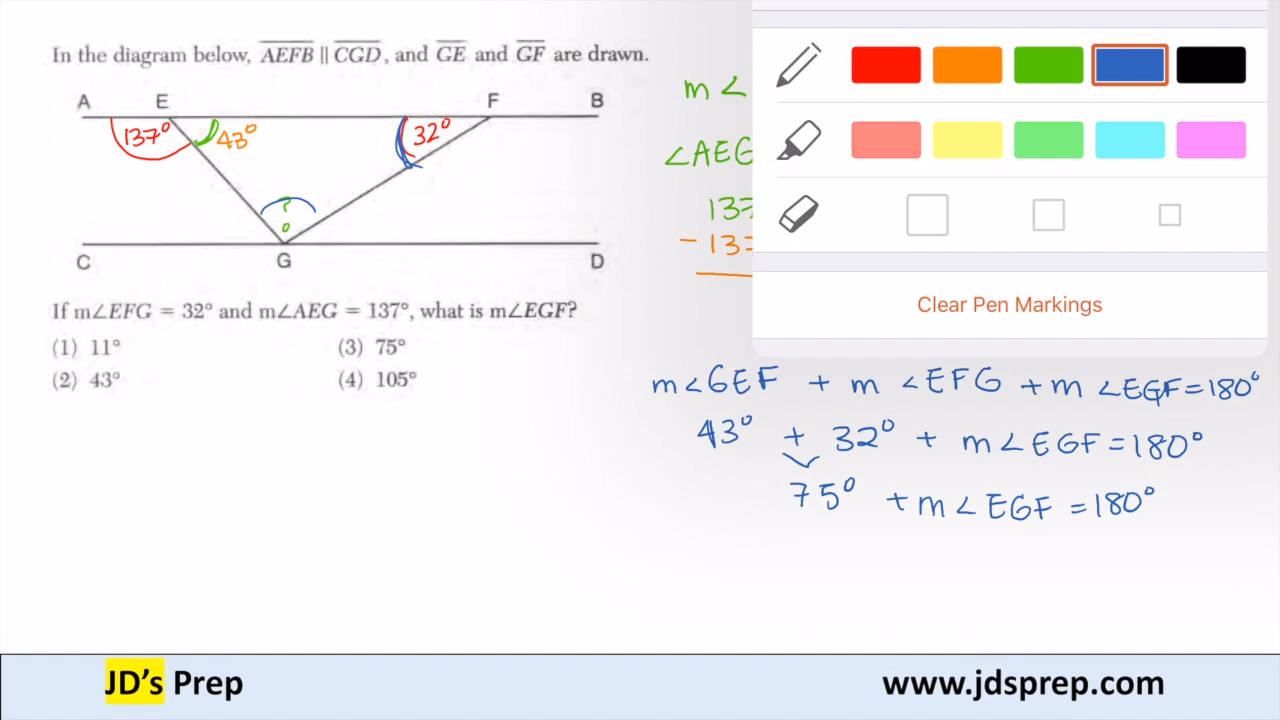 In the diagram below, AEFB || CGD, and GE and GF are drawn.
A E F B
137° 43° 32°
?
C G D
If m∠EFG = 32° and m∠AEG = 137°, what is m∠EGF?
(1) 11° (3) 75°
(2) 43° (4) 105°
m∠
∠AEG
137
- 137
Clear Pen Markings
m∠GEF + m∠EFG + m∠EGF=180°
43° + 32° + m∠EGF=180°
75° + m∠EGF=180°
JD's Prep www.jdsprep.com